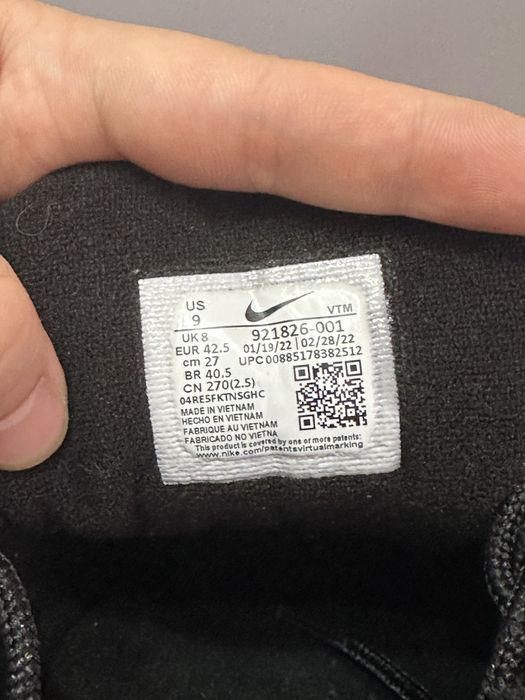 US
9
VTM
UK 8
921826-001
EUR 42.5
01/19/22 | 02/28/22
cm 27
UPC 00885178382512
BR 40.5
CN 270(2.5)
04RE5FKTNSGHC
MADE IN VIETNAM
HECHO EN VIETNAM
FABRIQUE AU VIETNAM
FABRICADO NO VIETNA
This product is covered by one or more patents:
www.nike.com/patentsvirtualmarking